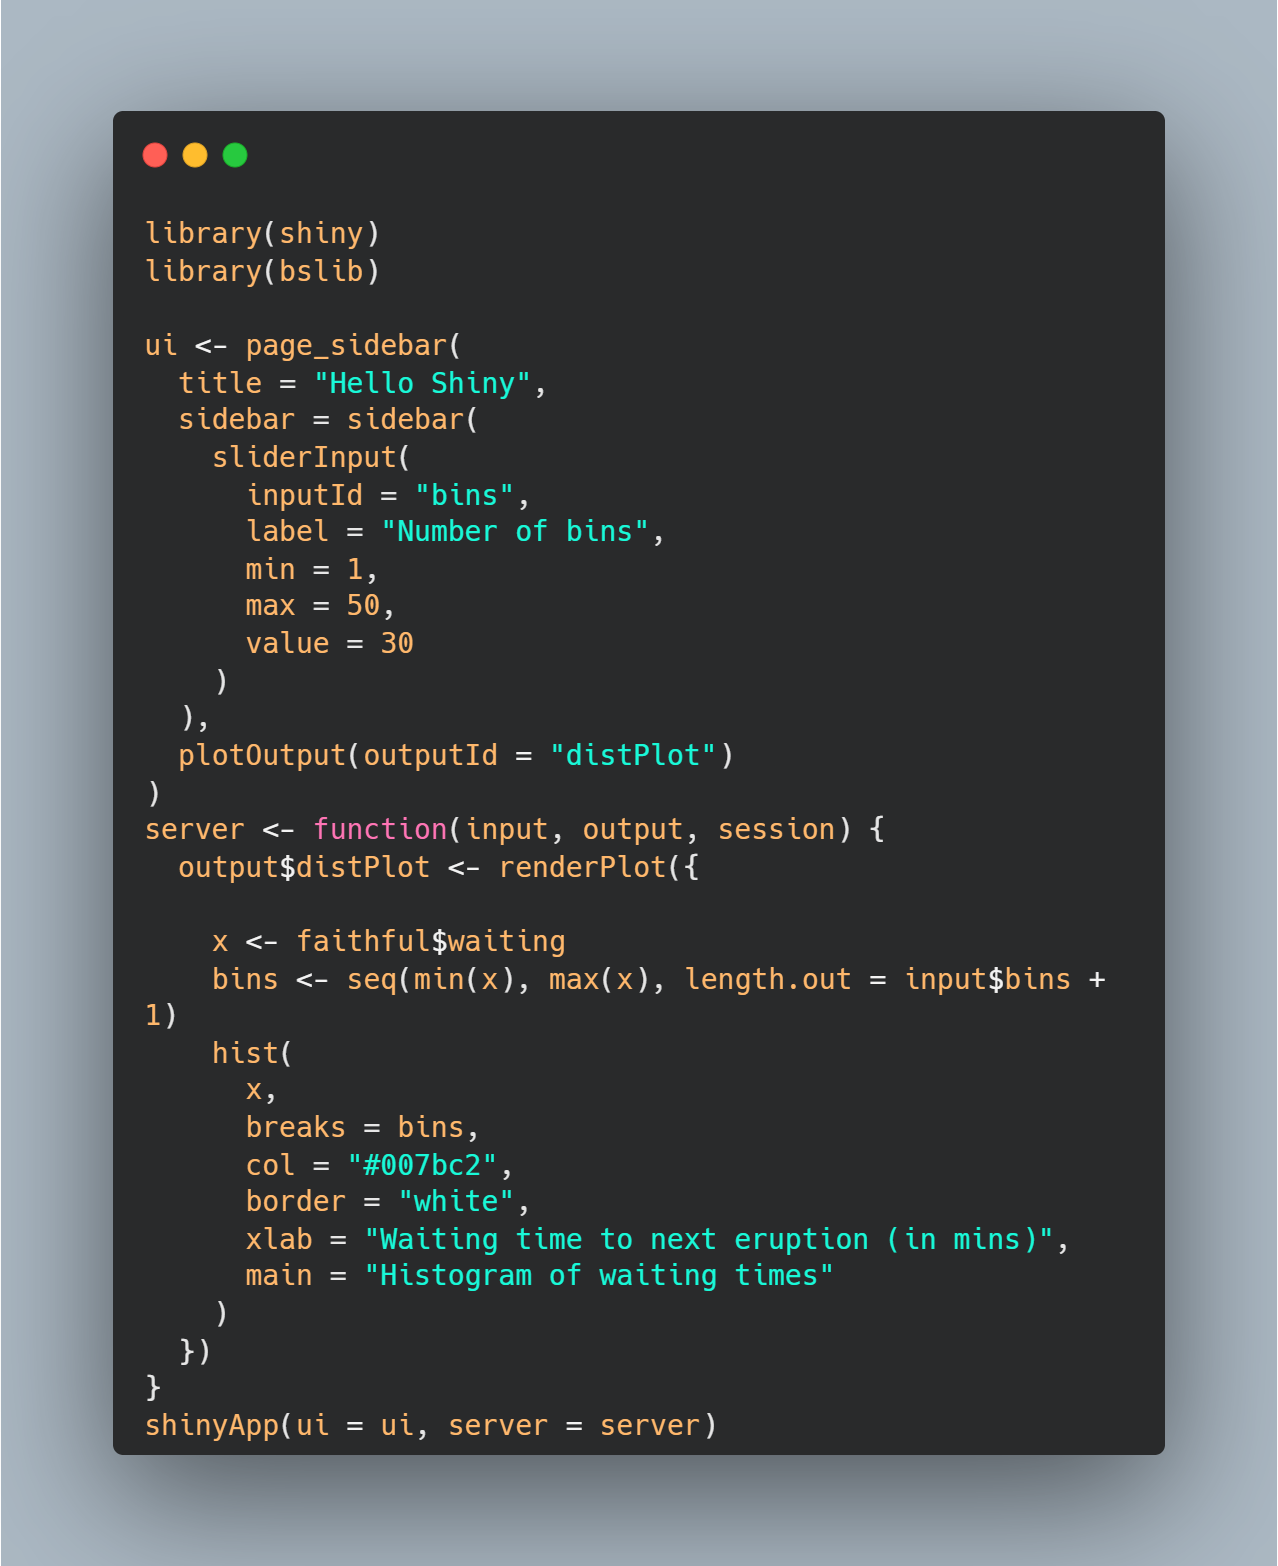 library(shiny)
library(bslib)

ui <- page_sidebar(
  title = "Hello Shiny",
  sidebar = sidebar(
    sliderInput(
      inputId = "bins",
      label = "Number of bins",
      min = 1,
      max = 50,
      value = 30
    )
  ),
  plotOutput(outputId = "distPlot")
)
server <- function(input, output, session) {
  output$distPlot <- renderPlot({

    x <- faithful$waiting
    bins <- seq(min(x), max(x), length.out = input$bins +
1)
    hist(
      x,
      breaks = bins,
      col = "#007bc2",
      border = "white",
      xlab = "Waiting time to next eruption (in mins)",
      main = "Histogram of waiting times"
    )
  })
}
shinyApp(ui = ui, server = server)